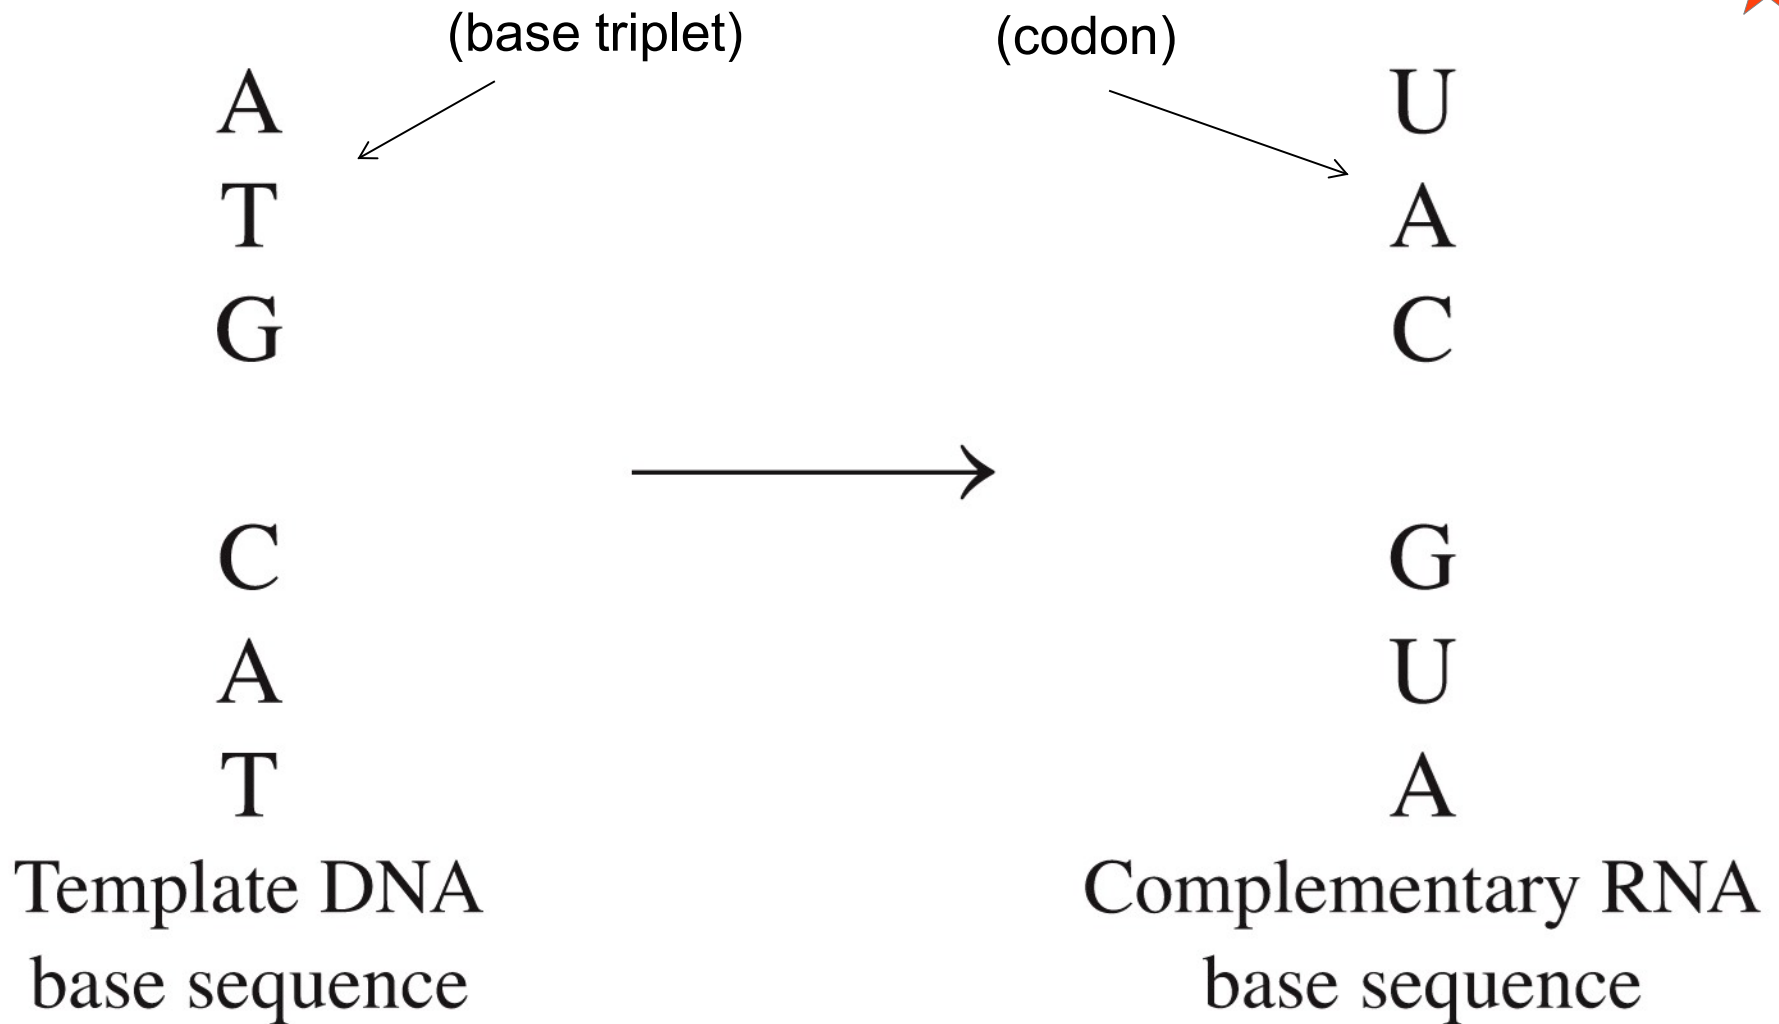 (base triplet)
(codon)
A U
T A
G C
C G
A U
T A
Template DNA Complementary RNA
base sequence base sequence